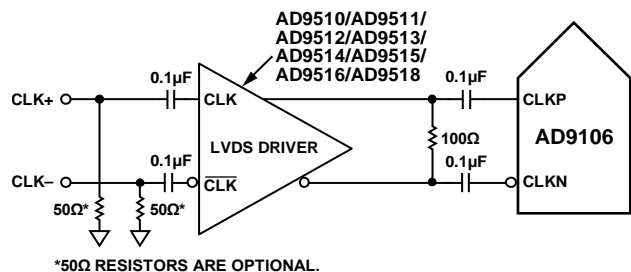 AD9510/AD9511/
AD9512/AD9513/
AD9514/AD9515/
AD9516/AD9518
0.1µF
0.1µF
CLK+
CLK
CLKP
LVDS DRIVER
100Ω
AD9106
0.1µF
0.1µF
CLK–
CLK
CLKN
50Ω*
50Ω*
*50Ω RESISTORS ARE OPTIONAL.